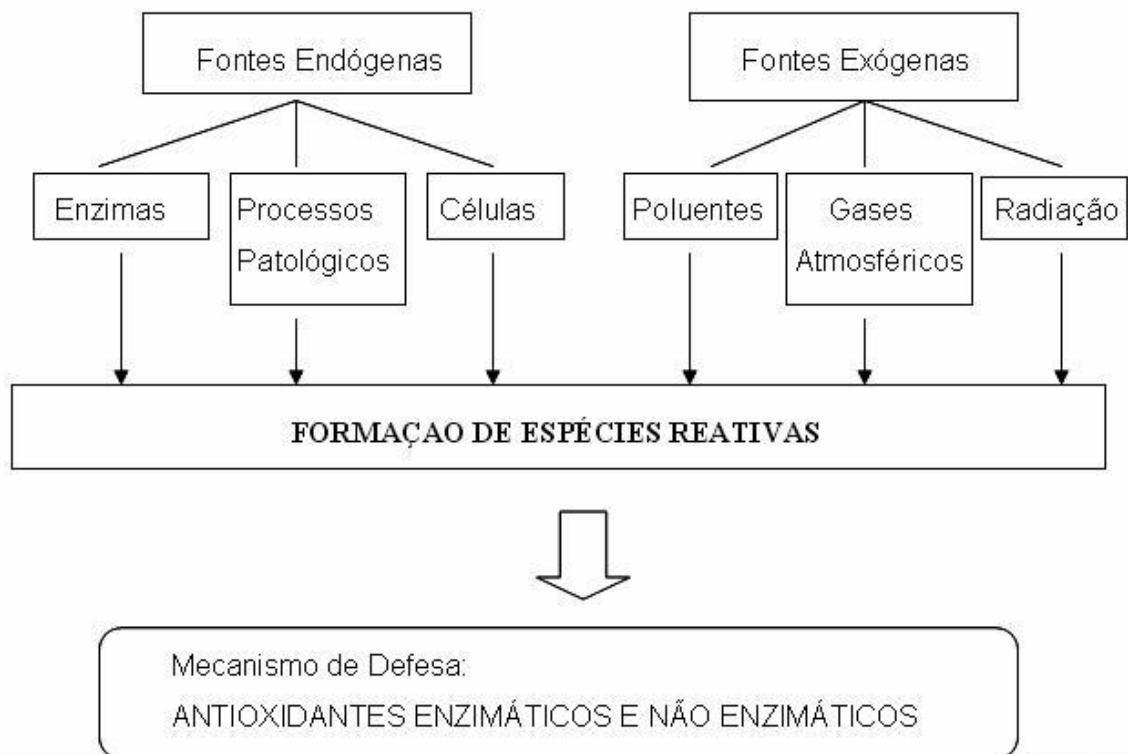 Fontes Endógenas
Fontes Exógenas
Enzimas
Processos
Patológicos
Células
Poluentes
Gases
Atmosféricos
Radiação
FORMAÇAO DE ESPÉCIES REATIVAS
Mecanismo de Defesa:
ANTIOXIDANTES ENZIMÁTICOS E NÃO ENZIMÁTICOS